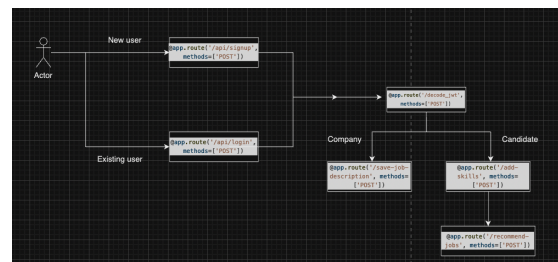 New user
@app.route('/api/signup',
methods=['POST'])
Actor
@app.route('/decode_jwt',
methods=['POST'])
@app.route('/api/login',
methods=['POST'])
Existing user
Company
Candidate
@app.route('/save-job-
description', methods=
['POST'])
@app.route('/add-
skills', methods=
['POST'])
@app.route('/recommend-
jobs', methods=['POST'])